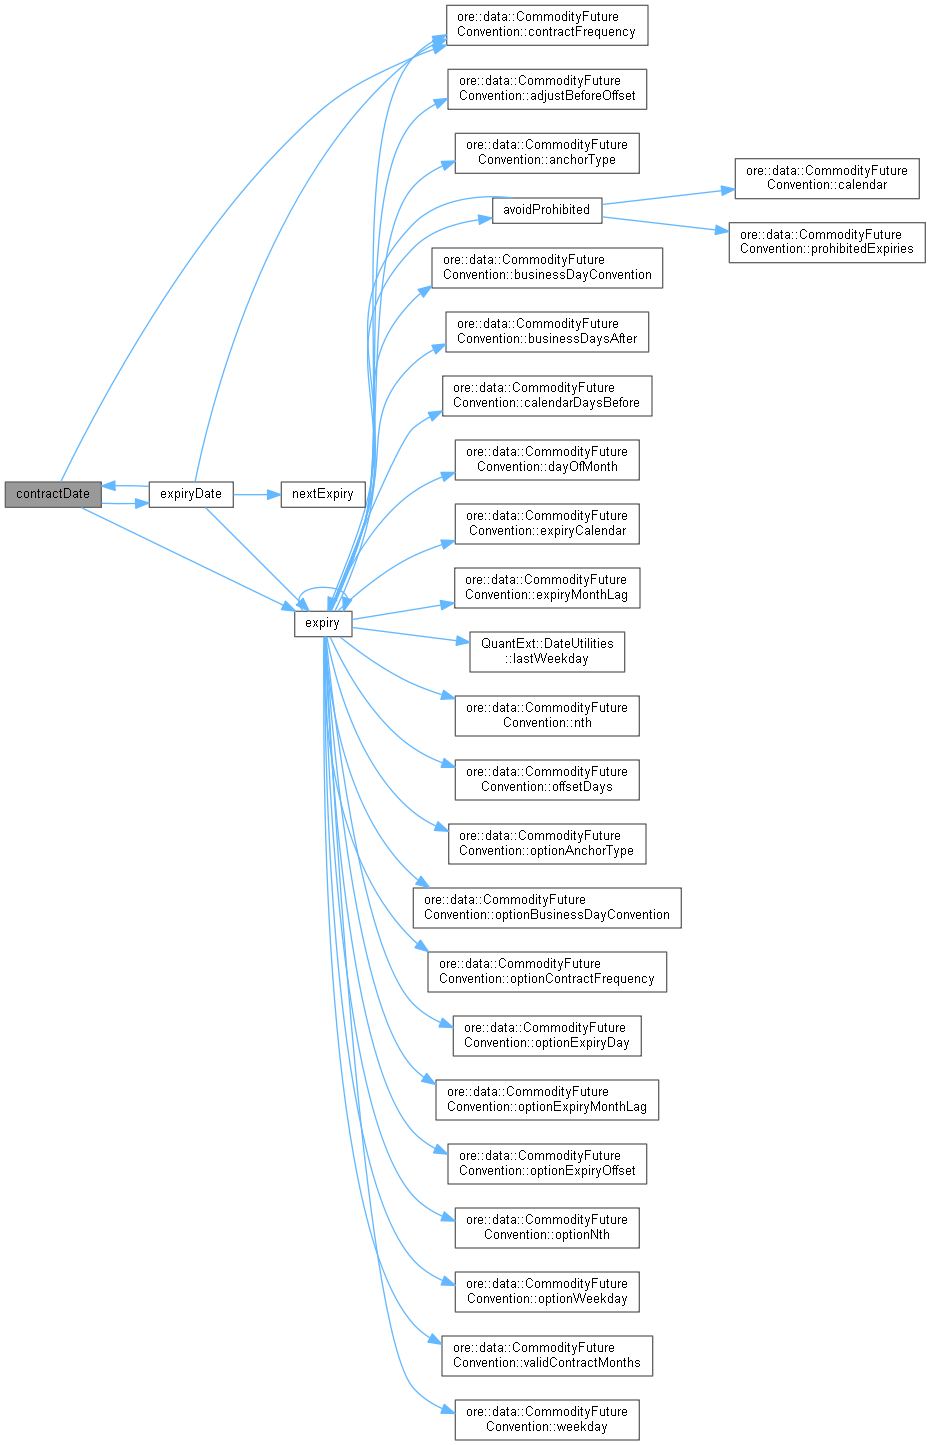 ore::data::CommodityFuture
Convention::contractFrequency
ore::data::CommodityFuture
Convention::adjustBeforeOffset
ore::data::CommodityFuture
Convention::anchorType
ore::data::CommodityFuture
Convention::calendar
avoidProhibited
ore::data::CommodityFuture
Convention::prohibitedExpiries
ore::data::CommodityFuture
Convention::businessDayConvention
ore::data::CommodityFuture
Convention::businessDaysAfter
ore::data::CommodityFuture
Convention::calendarDaysBefore
ore::data::CommodityFuture
Convention::dayOfMonth
contractDate
expiryDate
nextExpiry
ore::data::CommodityFuture
Convention::expiryCalendar
ore::data::CommodityFuture
Convention::expiryMonthLag
expiry
QuantExt::DateUtilities
::lastWeekday
ore::data::CommodityFuture
Convention::nth
ore::data::CommodityFuture
Convention::offsetDays
ore::data::CommodityFuture
Convention::optionAnchorType
ore::data::CommodityFuture
Convention::optionBusinessDayConvention
ore::data::CommodityFuture
Convention::optionContractFrequency
ore::data::CommodityFuture
Convention::optionExpiryDay
ore::data::CommodityFuture
Convention::optionExpiryMonthLag
ore::data::CommodityFuture
Convention::optionExpiryOffset
ore::data::CommodityFuture
Convention::optionNth
ore::data::CommodityFuture
Convention::optionWeekday
ore::data::CommodityFuture
Convention::validContractMonths
ore::data::CommodityFuture
Convention::weekday